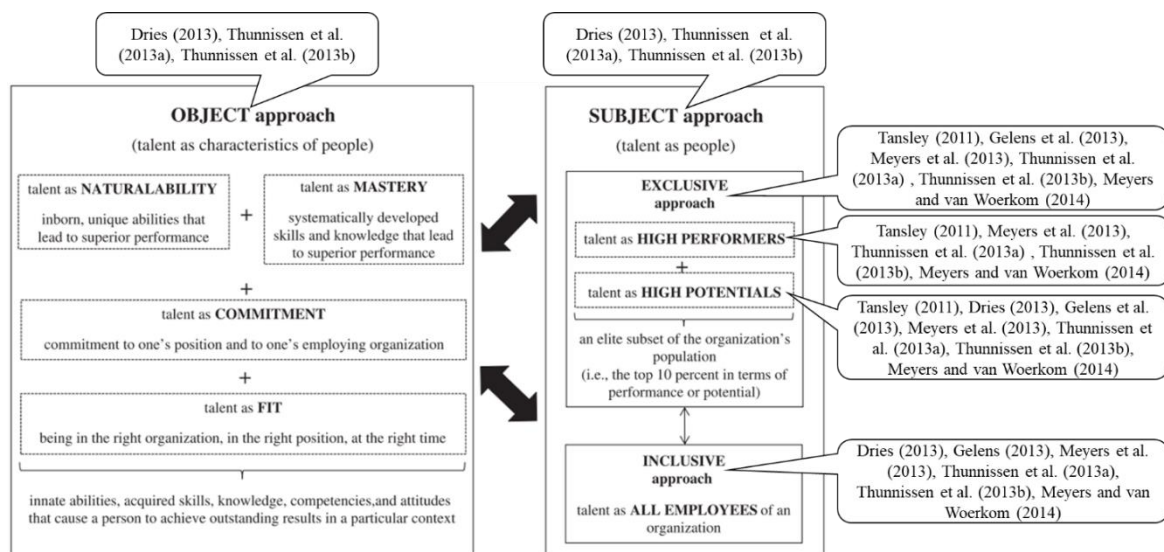 Dries (2013), Thunnissen et al.
(2013a), Thunnissen et al. (2013b)
OBJECT approach
(talent as characteristics of people)
talent as NATURALABILITY
inborn, unique abilities that
lead to superior performance
+
talent as MASTERY
systematically developed
skills and knowledge that lead
to superior performance
+
talent as COMMITMENT
commitment to one's position and to one's employing organization
+
talent as FIT
being in the right organization, in the right position, at the right time
innate abilities, acquired skills, knowledge, competencies,and attitudes
that cause a person to achieve outstanding results in a particular context
Dries (2013), Thunnissen et al.
(2013a), Thunnissen et al. (2013b)
SUBJECT approach
(talent as people)
EXCLUSIVE
approach
talent as HIGH PERFORMERS
+
talent as HIGH POTENTIALS
an elite subset of the organization's
population
(i.e., the top 10 percent in terms of
performance or potential)
INCLUSIVE
approach
talent as ALL EMPLOYEES of an
organization
Tansley (2011), Gelens et al. (2013),
Meyers et al. (2013), Thunnissen et al.
(2013a) , Thunnissen et al. (2013b), Meyers
and van Woerkom (2014)
Tansley (2011), Meyers et al. (2013),
Thunnissen et al. (2013a) , Thunnissen et al.
(2013b), Meyers and van Woerkom (2014)
Tansley (2011), Dries (2013), Gelens et al.
(2013), Meyers et al. (2013), Thunnissen et
al. (2013a), Thunnissen et al. (2013b),
Meyers and van Woerkom (2014)
Dries (2013), Gelens (2013), Meyers et al.
(2013), Thunnissen et al. (2013a),
Thunnissen et al. (2013b), Meyers and van
Woerkom (2014)